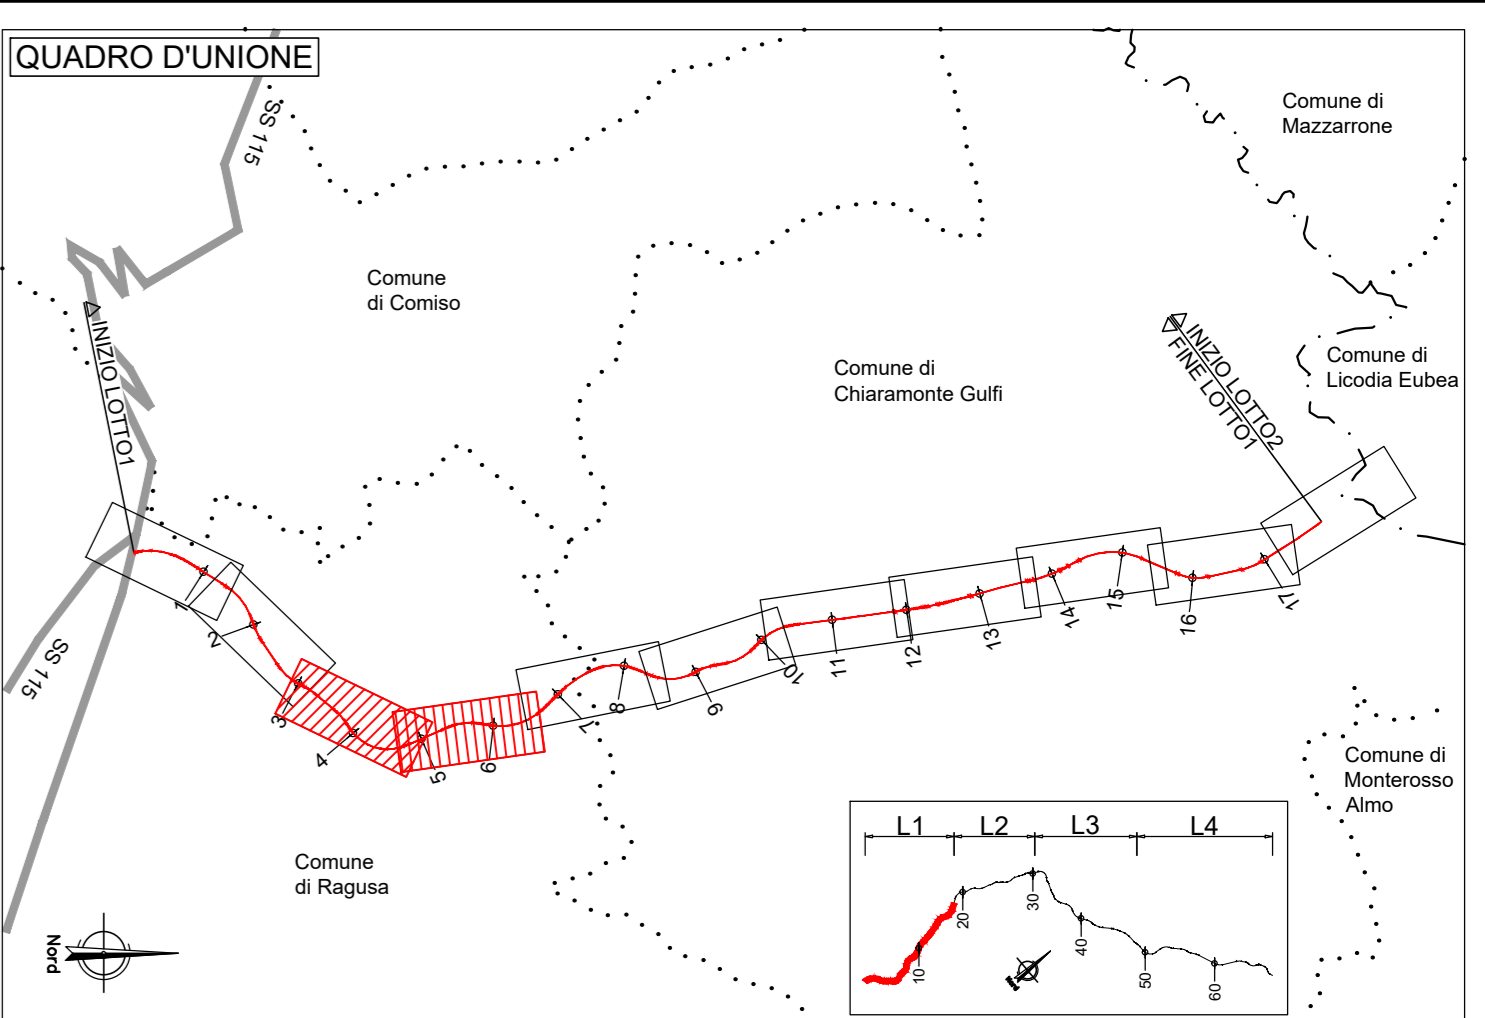 QUADRO D'UNIONE
SS 115
Comune di
Mazzarrone
Comune
di Comiso
INIZIO LOTTO1
Comune di
Chiaramonte Gulfi
INIZIO LOTTO2
FINE LOTTO1
Comune di
Licodia Eubea
1
2
3
4
5
6
7
8
9
10
11
12
13
14
15
16
17
SS 115
Comune di
Monterosso
Almo
Comune
di Ragusa
Nord
L1
L2
L3
L4
10
20
30
40
50
60